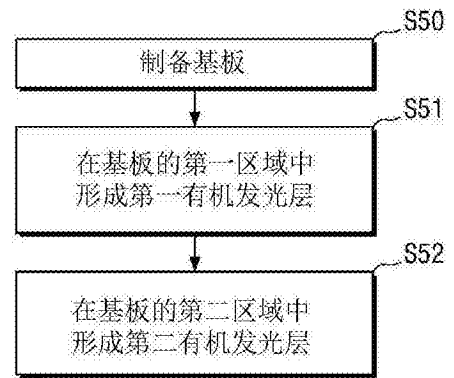 S50
制备基板
S51
在基板的第一区域中
形成第一有机发光层
S52
在基板的第二区域中
形成第二有机发光层